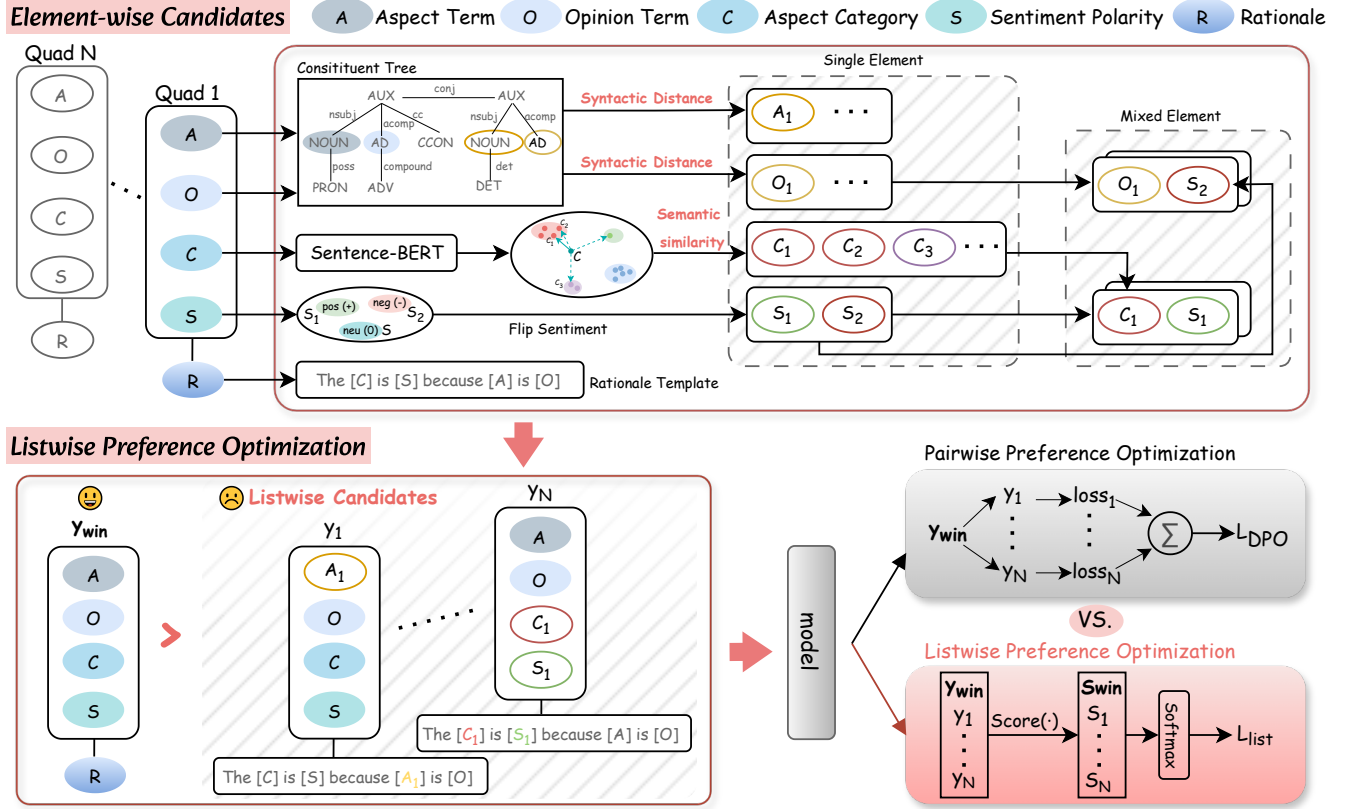 Element-wise Candidates
A Aspect Term O Opinion Term C Aspect Category S Sentiment Polarity R Rationale
Quad N
A
O
C
S
R
Quad 1
A
O
C
S
R
Consitituent Tree
AUX conj AUX
nsubj acomp cc nsubj acomp
NOUN AD CCON NOUN AD
poss compound det
PRON ADV DET
Syntactic Distance
Syntactic Distance
Sentence-BERT
C2
C1
C
C3
Semantic
similarity
S1 pos (+) neg (-) S2
neu (0) S
Flip Sentiment
The [C] is [S] because [A] is [O]
Rationale Template
Single Element
A1 ...
O1 ...
C1 C2 C3 ...
S1 S2
Mixed Element
O1 S2
C1 S1
Listwise Preference Optimization
Ywin
A
O
C
S
R
>
Listwise Candidates
Y1
A1
O
C
S
The [C] is [S] because [A1] is [O]
YN
A
O
C1
S1
The [C1] is [S1] because [A] is [O]
model
Pairwise Preference Optimization
Ywin
Y1 loss1
YN lossN
Σ
LDPO
VS.
Listwise Preference Optimization
Ywin
Y1
YN
Score(·)
Swin
S1
SN
Softmax
Llist